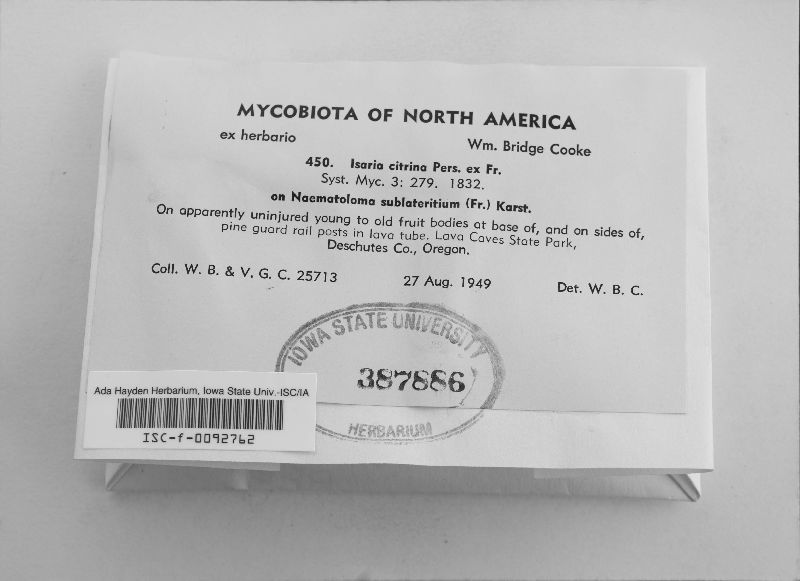 MYCOBIOTA OF NORTH AMERICA
ex herbario Wm. Bridge Cooke
450. Isaria citrina Pers. ex Fr.
Syst. Myc. 3: 279. 1832.
on Naematoloma sublateritium (Fr.) Karst.
On apparently uninjured young to old fruit bodies at base of, and on sides of,
pine guard rail posts in lava tube. Lava Caves State Park,
Deschutes Co., Oregon.
Coll. W. B. & V. G. C. 25713 27 Aug. 1949 Det. W. B. C.
IOWA STATE UNIVERSITY
387886
HERBARIUM
Ada Hayden Herbarium, Iowa State Univ.-ISC/IA
ISC-f-0092762